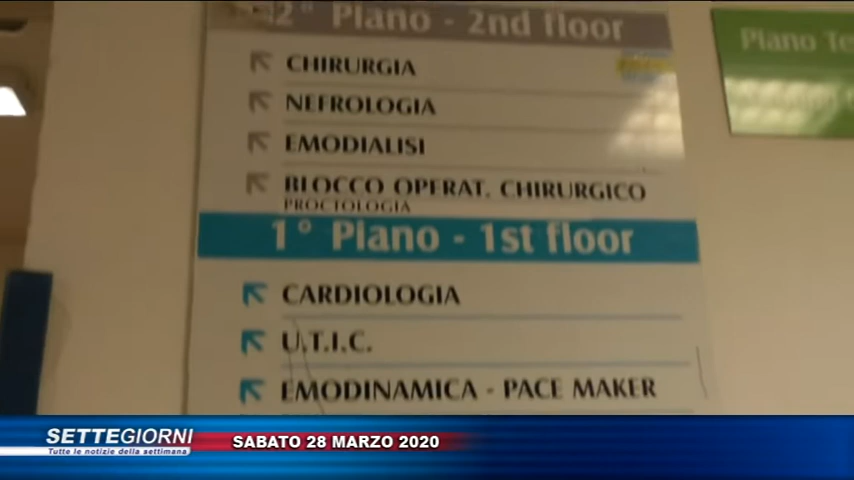 2° Piano - 2nd floor
CHIRURGIA
NEFROLOGIA
EMODIALISI
BLOCCO OPERAT. CHIRURGICO
PROCTOLOGIA
1° Piano - 1st floor
CARDIOLOGIA
U.T.I.C.
EMODINAMICA - PACE MAKER
Piano
SETTEGIORNI
Tutte le notizie della settimana
SABATO 28 MARZO 2020